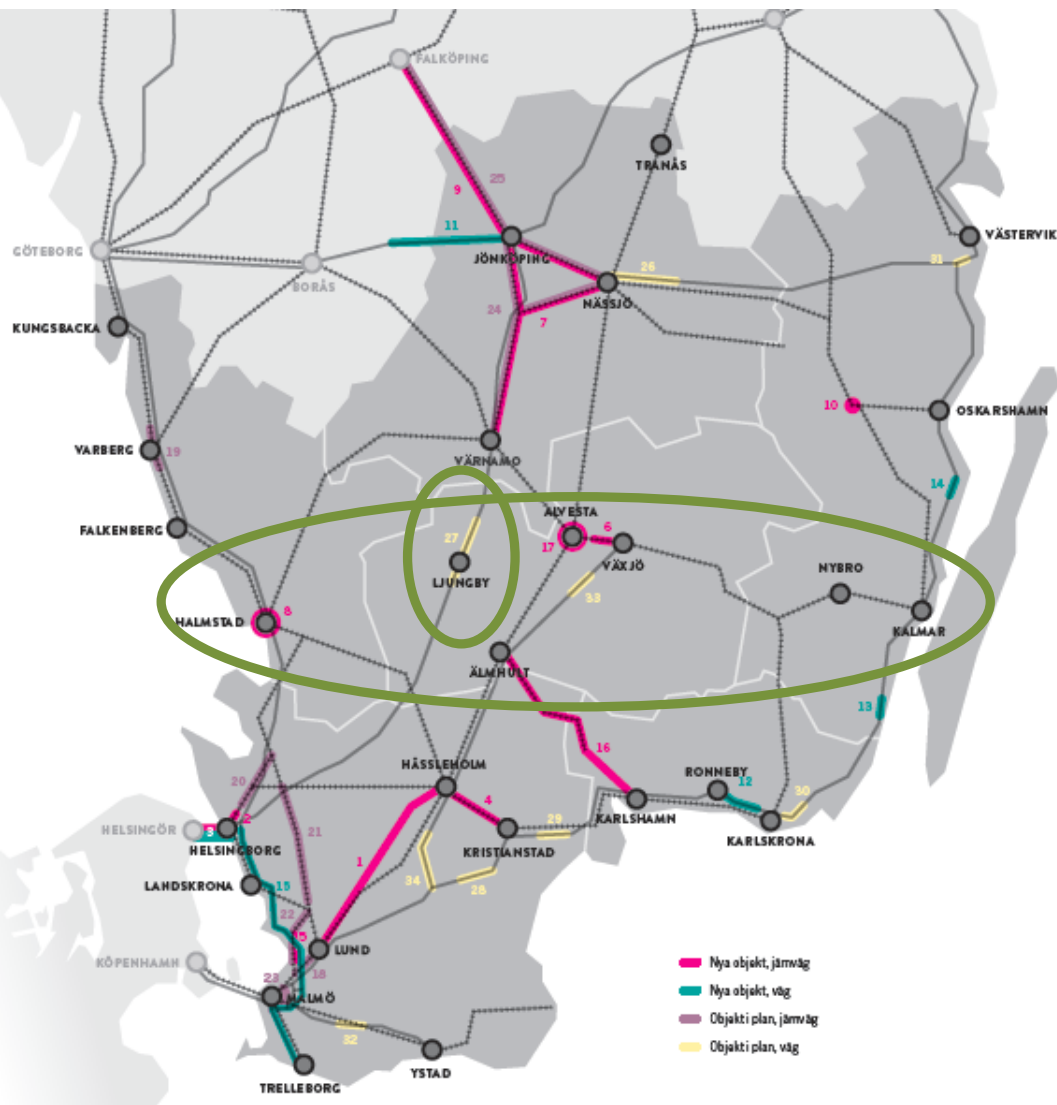 FALKÖPING
TRANÅS
25
9
11
GÖTEBORG
JÖNKÖPING
VÄSTERVIK
BORÅS
31
26
NÄSSJÖ
24
7
KUNGSBACKA
10
OSKARSHAMN
VARBERG
19
VÄRNAMO
14
ALVESTA
FALKENBERG
6
27
17
VÄXJÖ
NYBRO
LJUNGBY
33
8
HALMSTAD
KALMAR
ÄLMHULT
13
16
HÄSSLEHOLM
RONNEBY
20
12
4
30
2
KARLSHAMN
HELSINGÖR
3
21
29
KARLSKRONA
HELSINGBORG
KRISTIANSTAD
1
LANDSKRONA
15
34
28
22
5
LUND
KÖPENHAMN
Nya objekt, järnväg
18
23
MALMÖ
Nya objekt, väg
Objekt i plan, järnväg
32
Objekt i plan, väg
YSTAD
TRELLEBORG